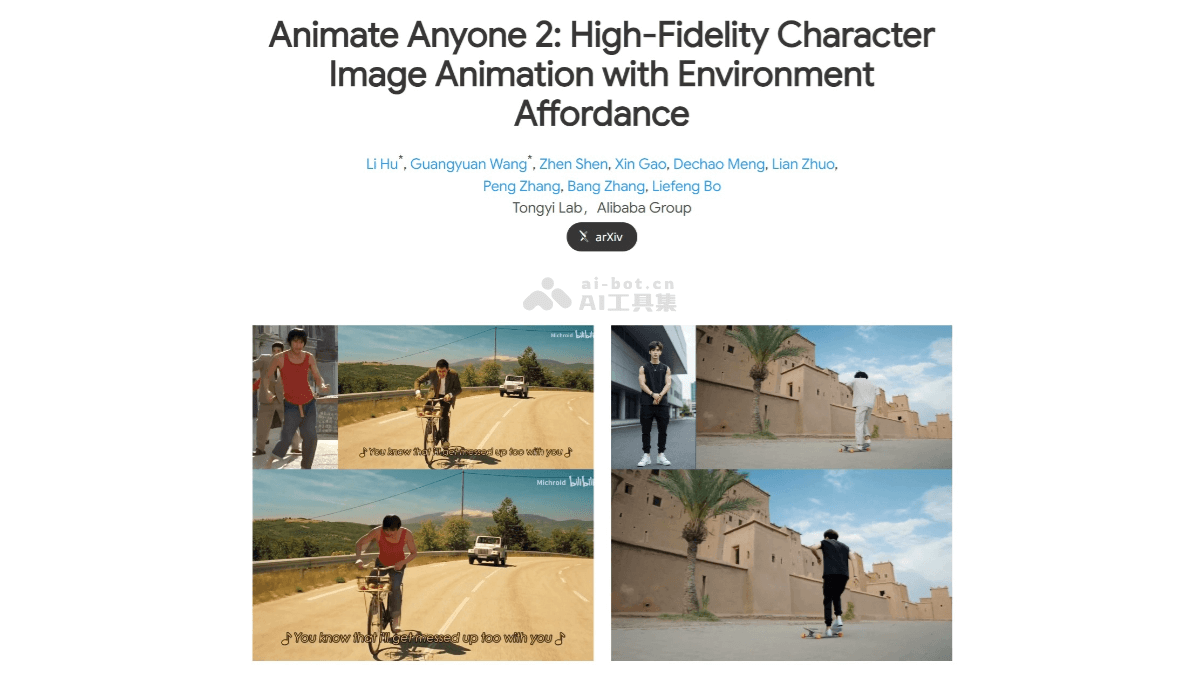 Animate Anyone 2: High-Fidelity Character
Image Animation with Environment
Affordance
Li Hu*, Guangyuan Wang*, Zhen Shen, Xin Gao, Dechao Meng, Lian Zhuo,
Peng Zhang, Bang Zhang, Liefeng Bo
Tongyi Lab，Alibaba Group
arXiv
ai-bot.cn
AI工具集
Michroid bilibili
♪ You know that i'll get messed up too with you ♪
Michroid bilibili
♪ You know that i'll get messed up too with you ♪